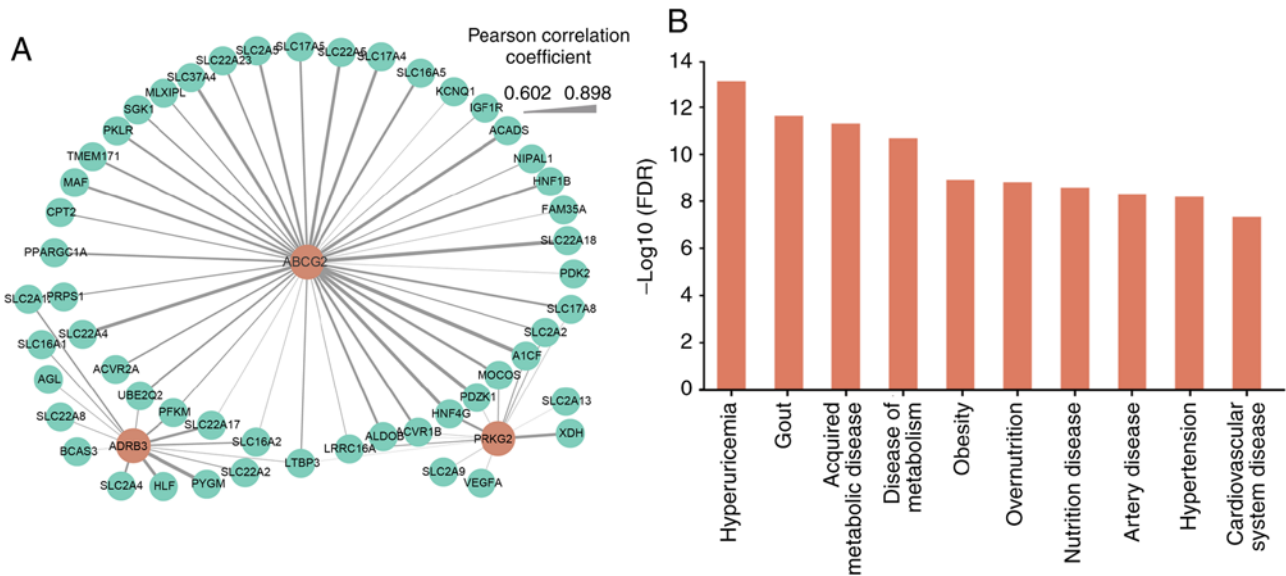 A
Pearson correlation
coefficient
0.602 0.898
SLC17A5
SLC2A5
SLC22A5
SLC22A23
SLC17A4
SLC37A4
SLC16A5
MLXIPL
KCNQ1
SGK1
IGF1R
PKLR
ACADS
TMEM171
NIPAL1
MAF
HNF1B
CPT2
FAM35A
PPARGC1A
SLC22A18
ABCG2
PDK2
PRPS1
SLC17A8
SLC22A4
SLC2A2
SLC16A1
A1CF
ACVR2A
MOCOS
AGL
UBE2Q2
PDZK1
SLC2A13
SLC22A8
PFKM
HNF4G
SLC22A17
XDH
ADRB3
SLC16A2
ALDOB
ACVR1B
PRKG2
BCAS3
LRRC16A
LTBP3
SLC22A2
SLC2A9
SLC2A4
HLF
PYGM
VEGFA
B
−Log10 (FDR)
14
12
10
8
6
4
2
0
Hyperuricemia
Gout
Acquired
metabolic disease
Disease of
metabolism
Obesity
Overnutrition
Nutrition disease
Artery disease
Hypertension
Cardiovascular
system disease